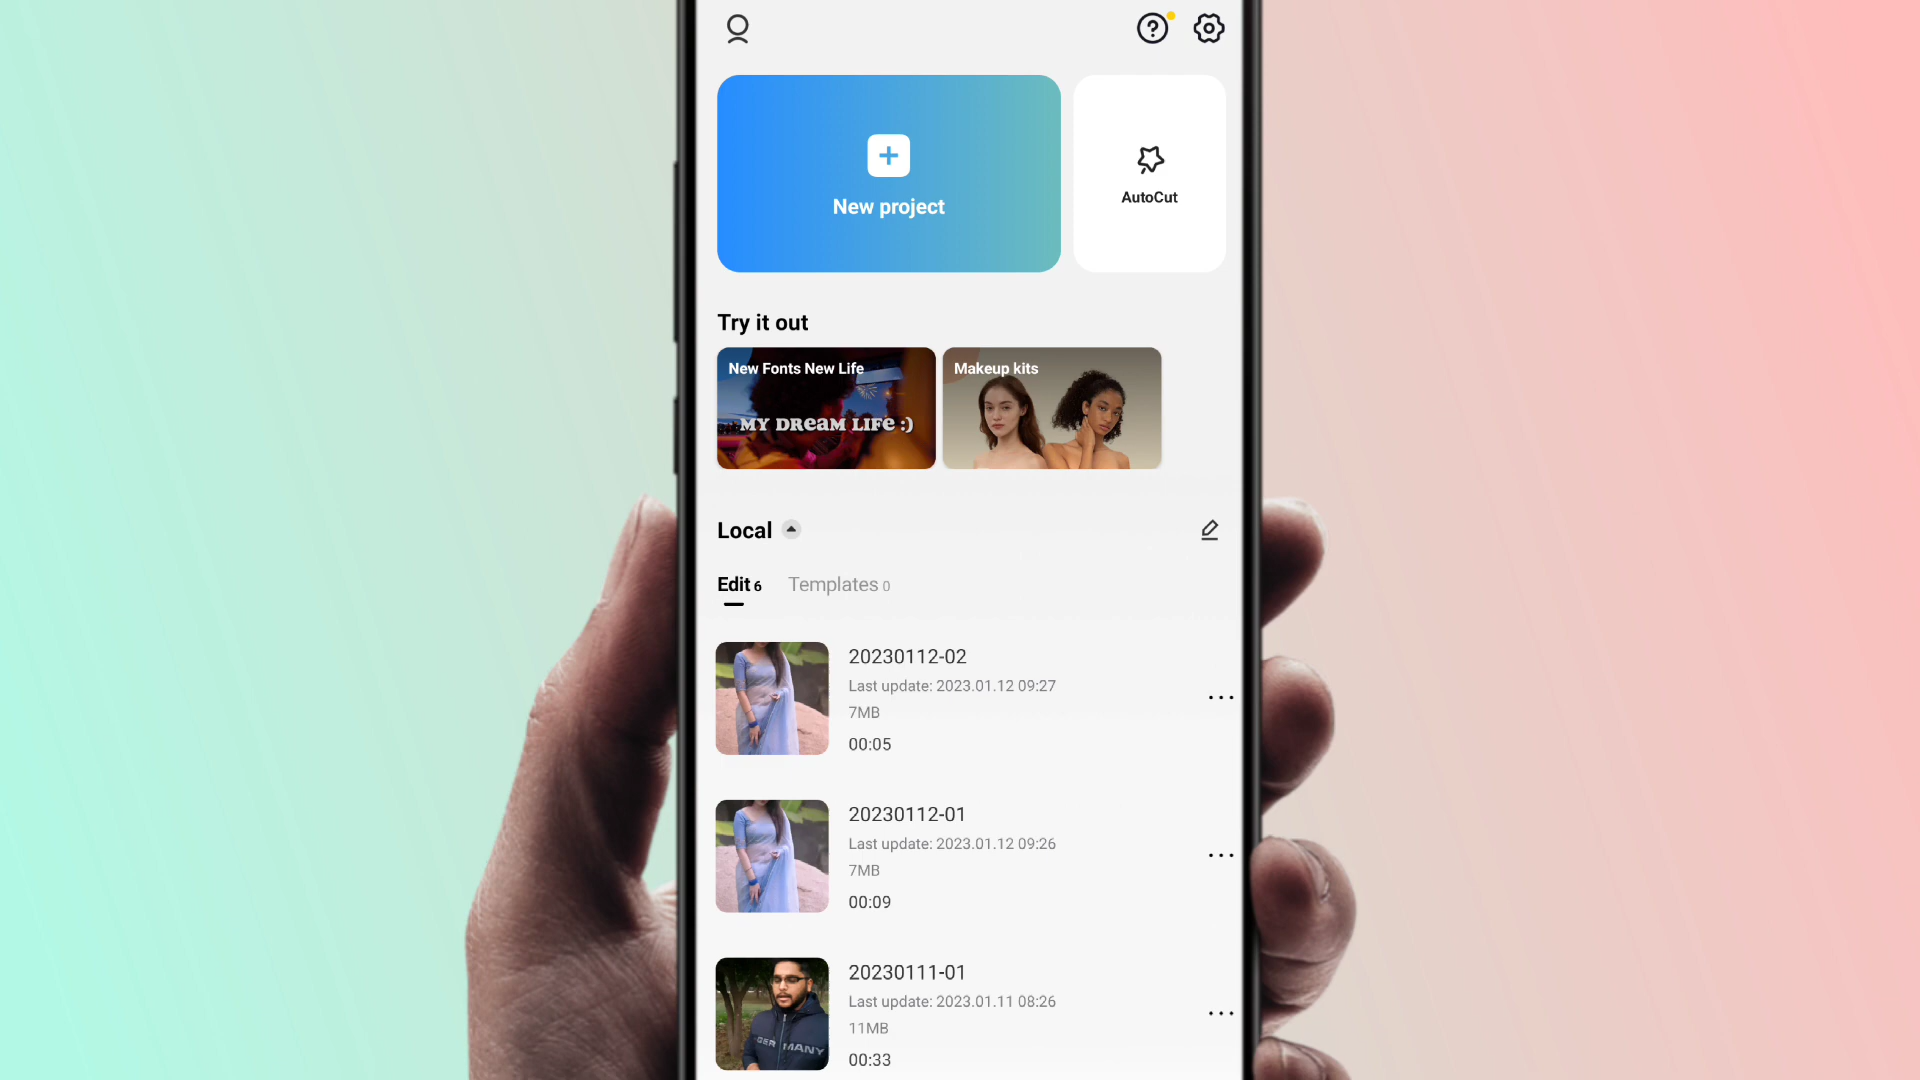 New project
AutoCut
Try it out
New Fonts New Life
MY DREAM LIFE :)
Makeup kits
Local
Edit 6
Templates 0
20230112-02
Last update: 2023.01.12 09:27
7MB
00:05
20230112-01
Last update: 2023.01.12 09:26
7MB
00:09
20230111-01
Last update: 2023.01.11 08:26
11MB
00:33
GERMANY